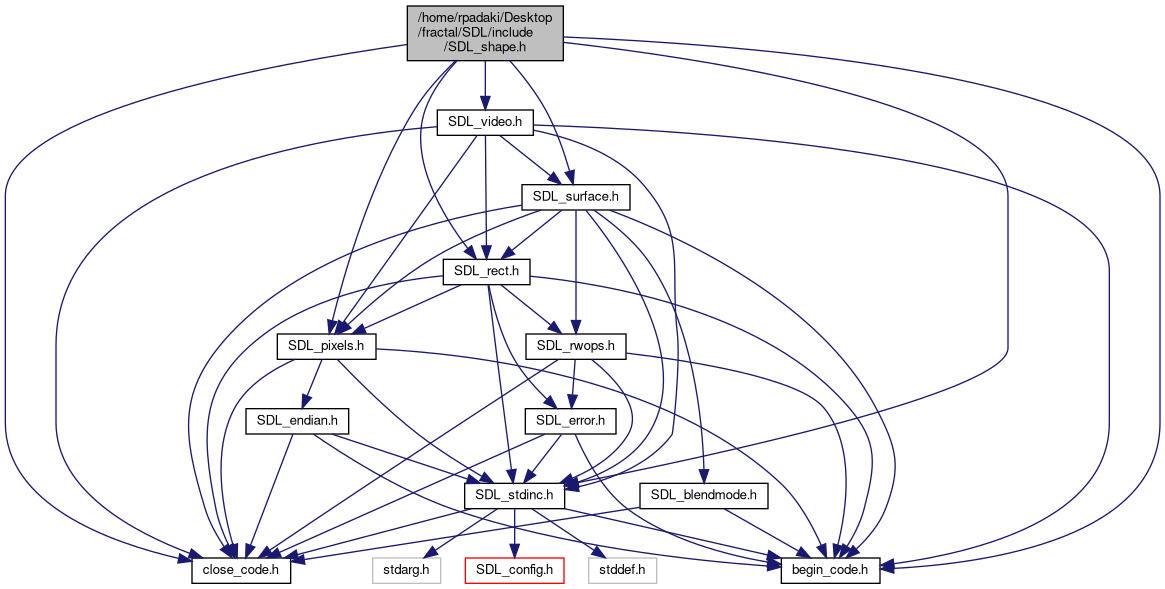 /home/rpadaki/Desktop
/fractal/SDL/include
/SDL_shape.h
SDL_video.h
SDL_surface.h
SDL_rect.h
SDL_pixels.h
SDL_rwops.h
SDL_endian.h
SDL_error.h
SDL_stdinc.h
SDL_blendmode.h
close_code.h
stdarg.h
SDL_config.h
stddef.h
begin_code.h